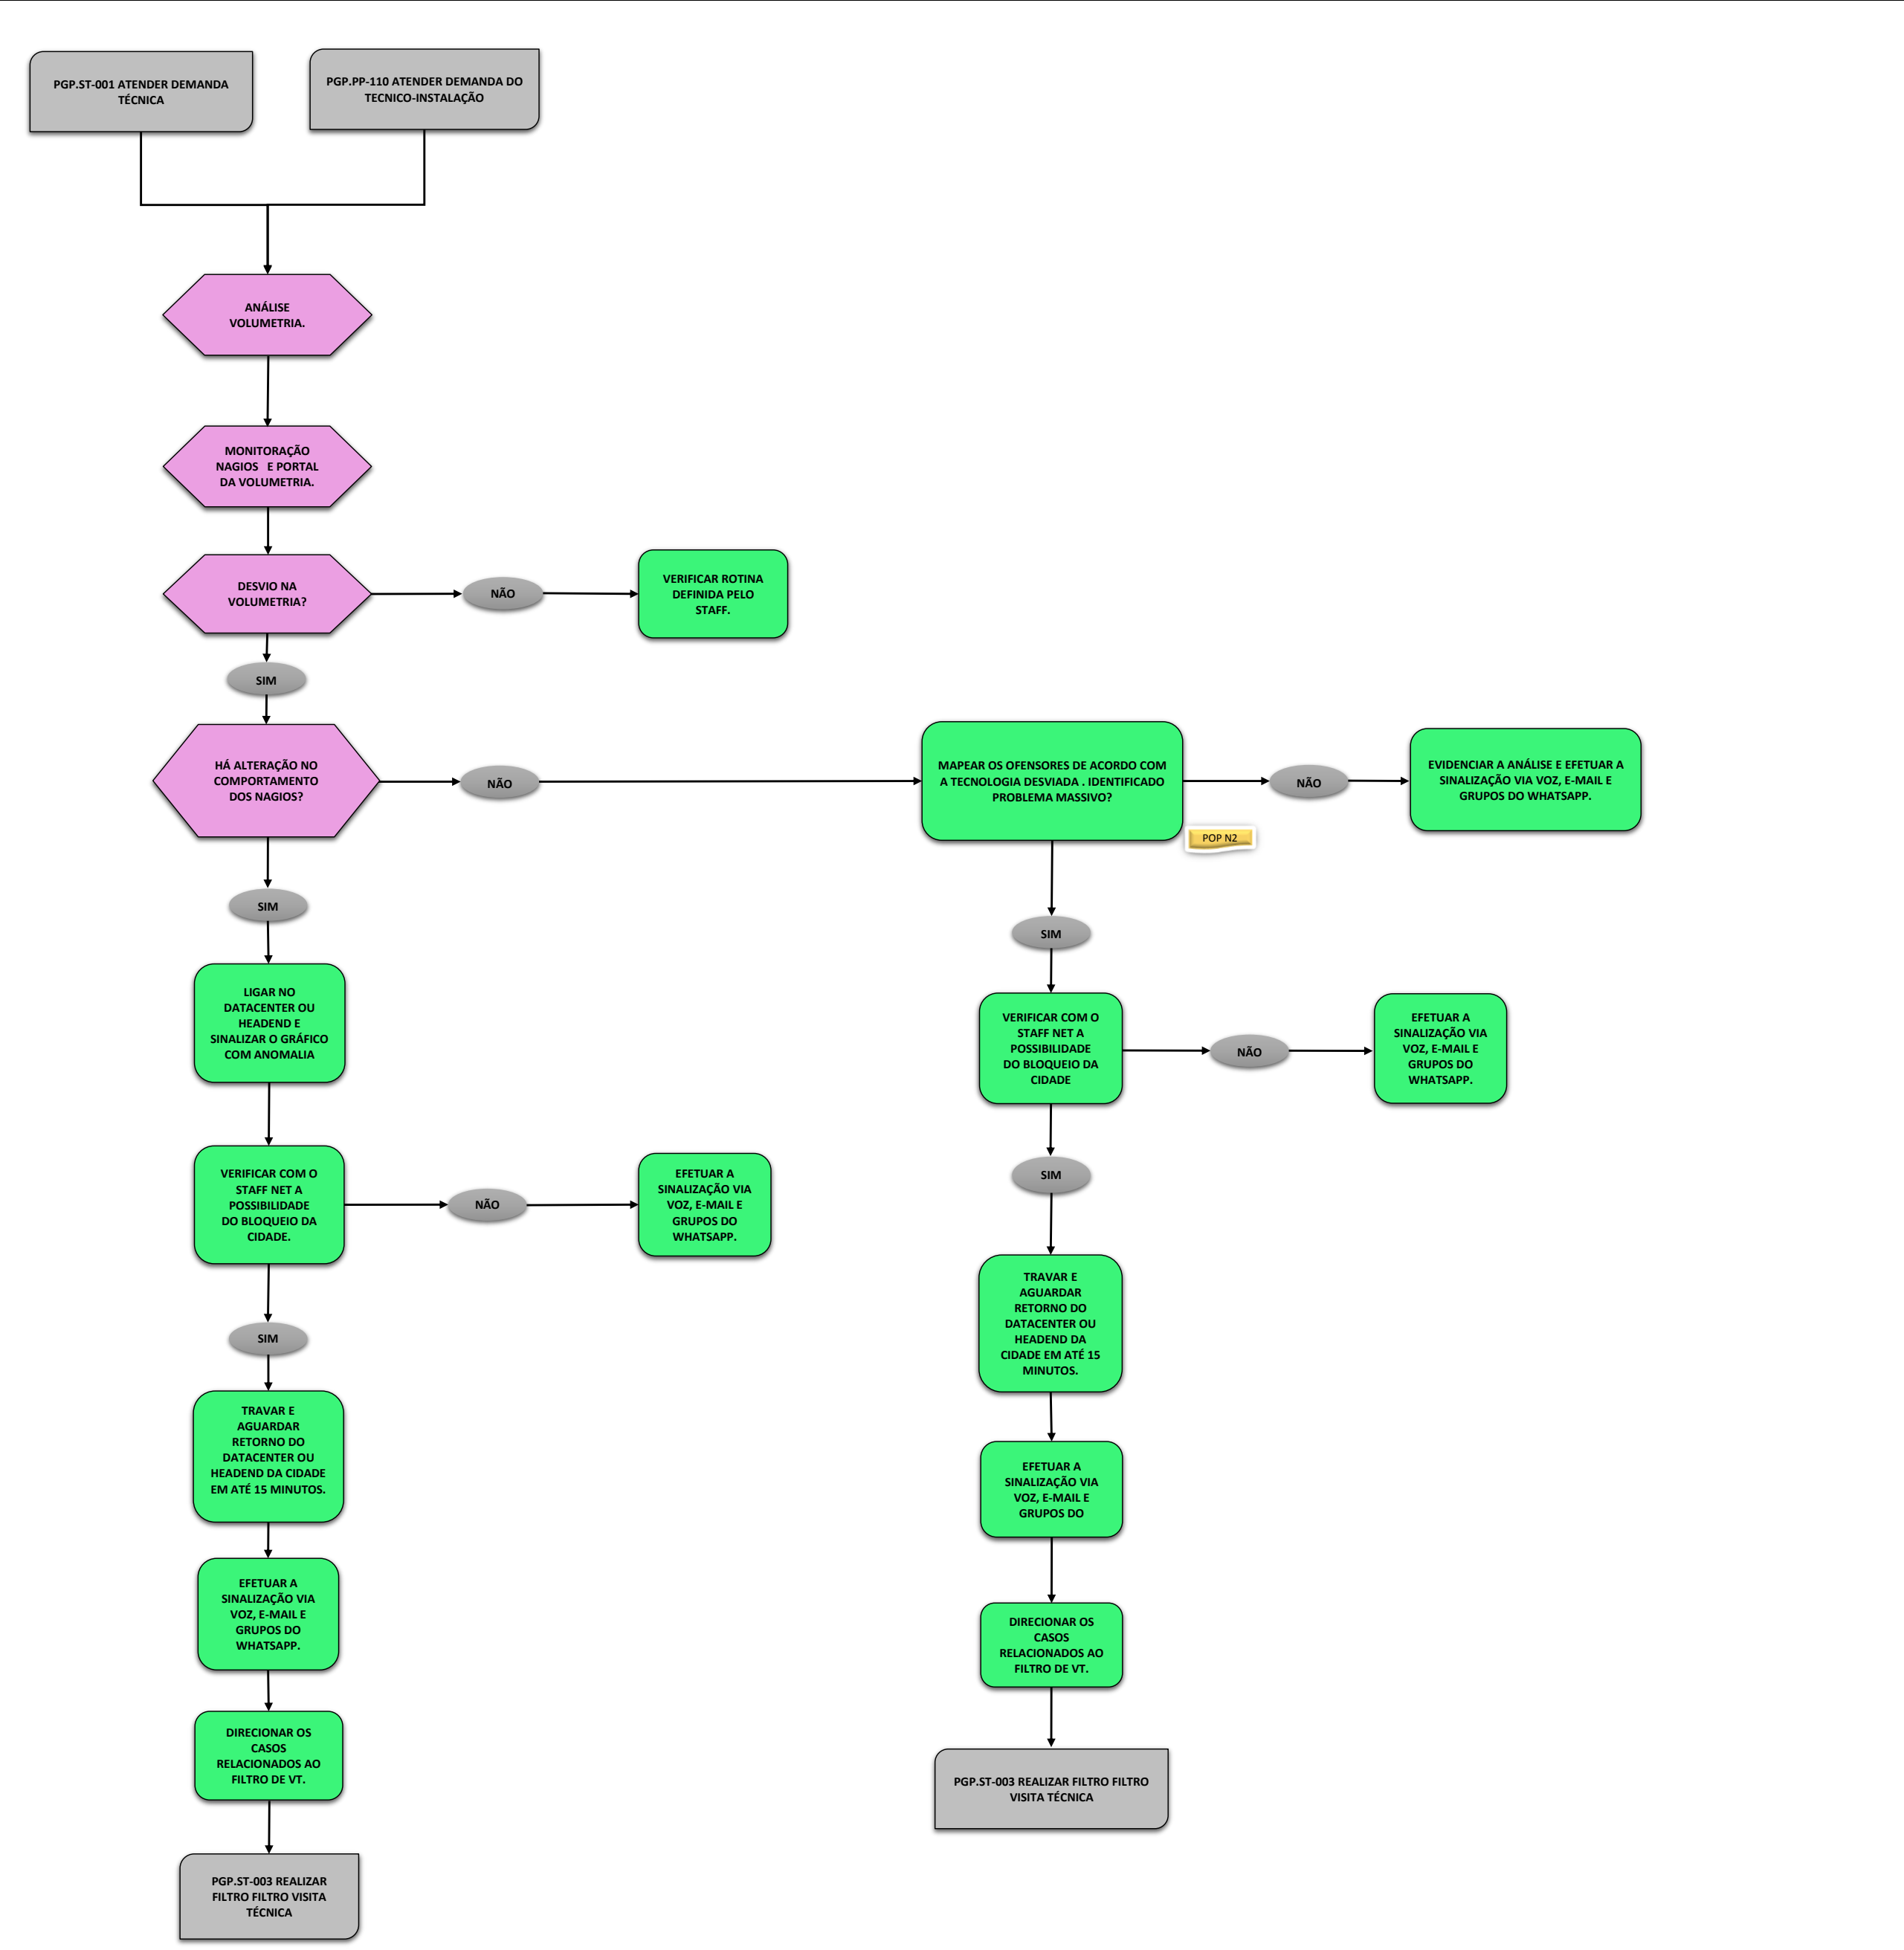 PGP.ST-001 ATENDER DEMANDA
TÉCNICA
PGP.PP-110 ATENDER DEMANDA DO
TECNICO-INSTALAÇÃO
ANÁLISE
VOLUMETRIA.
MONITORAÇÃO
NAGIOS E PORTAL
DA VOLUMETRIA.
DESVIO NA
VOLUMETRIA?
NÃO
VERIFICAR ROTINA
DEFINIDA PELO
STAFF.
SIM
HÁ ALTERAÇÃO NO
COMPORTAMENTO
DOS NAGIOS?
NÃO
MAPEAR OS OFENSORES DE ACORDO COM
A TECNOLOGIA DESVIADA . IDENTIFICADO
PROBLEMA MASSIVO?
NÃO
EVIDENCIAR A ANÁLISE E EFETUAR A
SINALIZAÇÃO VIA VOZ, E-MAIL E
GRUPOS DO WHATSAPP.
POP N2
SIM
LIGAR NO
DATACENTER OU
HEADEND E
SINALIZAR O GRÁFICO
COM ANOMALIA
VERIFICAR COM O
STAFF NET A
POSSIBILIDADE
DO BLOQUEIO DA
CIDADE.
NÃO
EFETUAR A
SINALIZAÇÃO VIA
VOZ, E-MAIL E
GRUPOS DO
WHATSAPP.
SIM
TRAVAR E
AGUARDAR
RETORNO DO
DATACENTER OU
HEADEND DA CIDADE
EM ATÉ 15 MINUTOS.
EFETUAR A
SINALIZAÇÃO VIA
VOZ, E-MAIL E
GRUPOS DO
WHATSAPP.
DIRECIONAR OS
CASOS
RELACIONADOS AO
FILTRO DE VT.
PGP.ST-003 REALIZAR
FILTRO FILTRO VISITA
TÉCNICA
SIM
VERIFICAR COM O
STAFF NET A
POSSIBILIDADE
DO BLOQUEIO DA
CIDADE
NÃO
EFETUAR A
SINALIZAÇÃO VIA
VOZ, E-MAIL E
GRUPOS DO
WHATSAPP.
SIM
TRAVAR E
AGUARDAR
RETORNO DO
DATACENTER OU
HEADEND DA
CIDADE EM ATÉ 15
MINUTOS.
EFETUAR A
SINALIZAÇÃO VIA
VOZ, E-MAIL E
GRUPOS DO
DIRECIONAR OS
CASOS
RELACIONADOS AO
FILTRO DE VT.
PGP.ST-003 REALIZAR FILTRO FILTRO
VISITA TÉCNICA